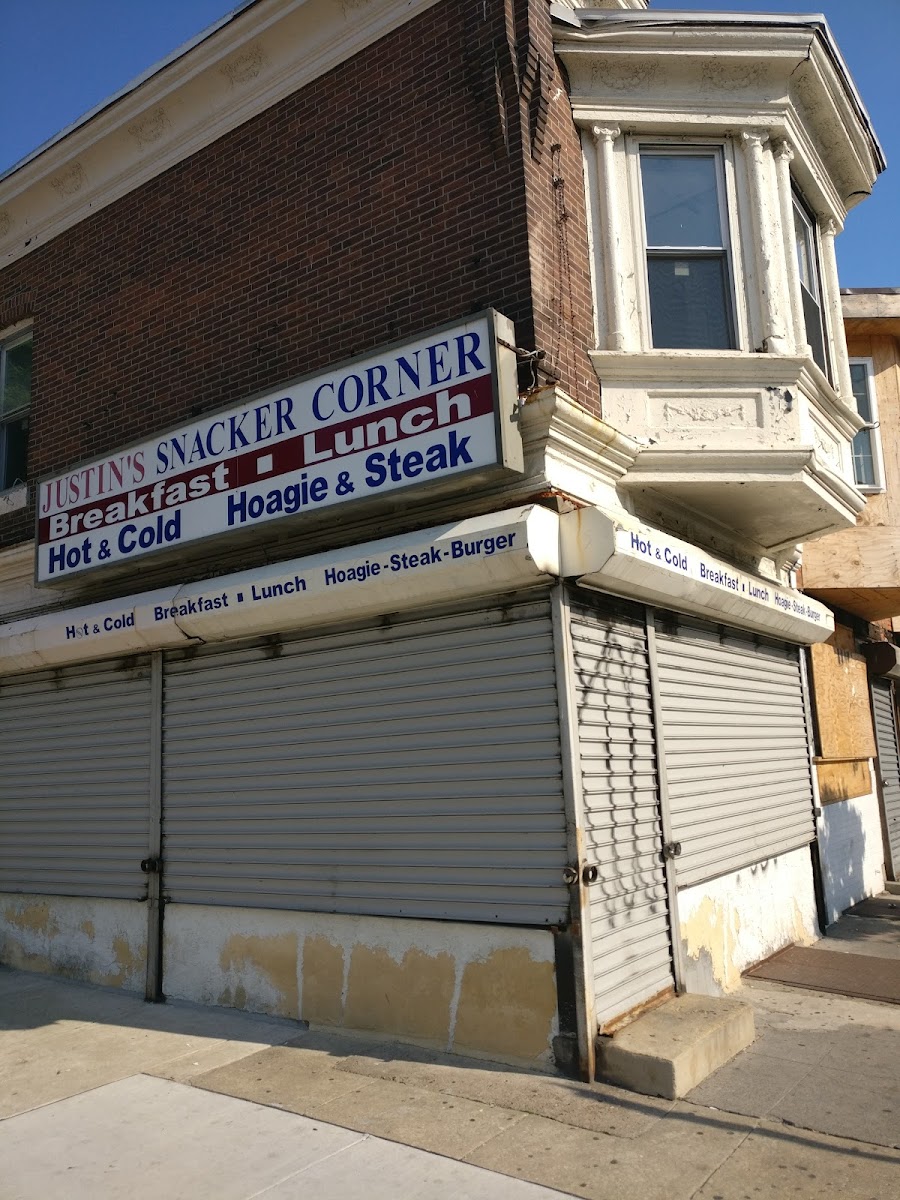 JUSTIN'S SNACKER CORNER
Breakfast ▪ Lunch
Hot & Cold Hoagie & Steak
Hot & Cold Breakfast ▪ Lunch Hoagie-Steak-Burger
Hot & Cold Breakfast ▪ Lunch Hoagie-Steak-Burger